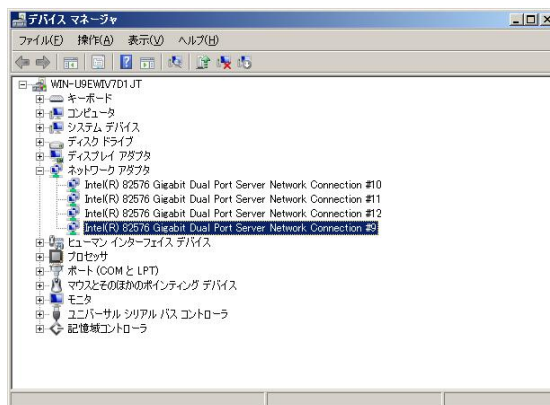 デバイス マネージャ
ファイル(F) 操作(A) 表示(V) ヘルプ(H)
WIN-U9EWIV7D1JT
キーボード
コンピュータ
システム デバイス
ディスク ドライブ
ディスプレイ アダプタ
ネットワーク アダプタ
Intel(R) 82576 Gigabit Dual Port Server Network Connection #10
Intel(R) 82576 Gigabit Dual Port Server Network Connection #11
Intel(R) 82576 Gigabit Dual Port Server Network Connection #12
Intel(R) 82576 Gigabit Dual Port Server Network Connection #9
ヒューマン インターフェイス デバイス
プロセッサ
ポート (COM と LPT)
マウスとそのほかのポインティング デバイス
モニタ
ユニバーサル シリアル バス コントローラ
記憶域コントローラ